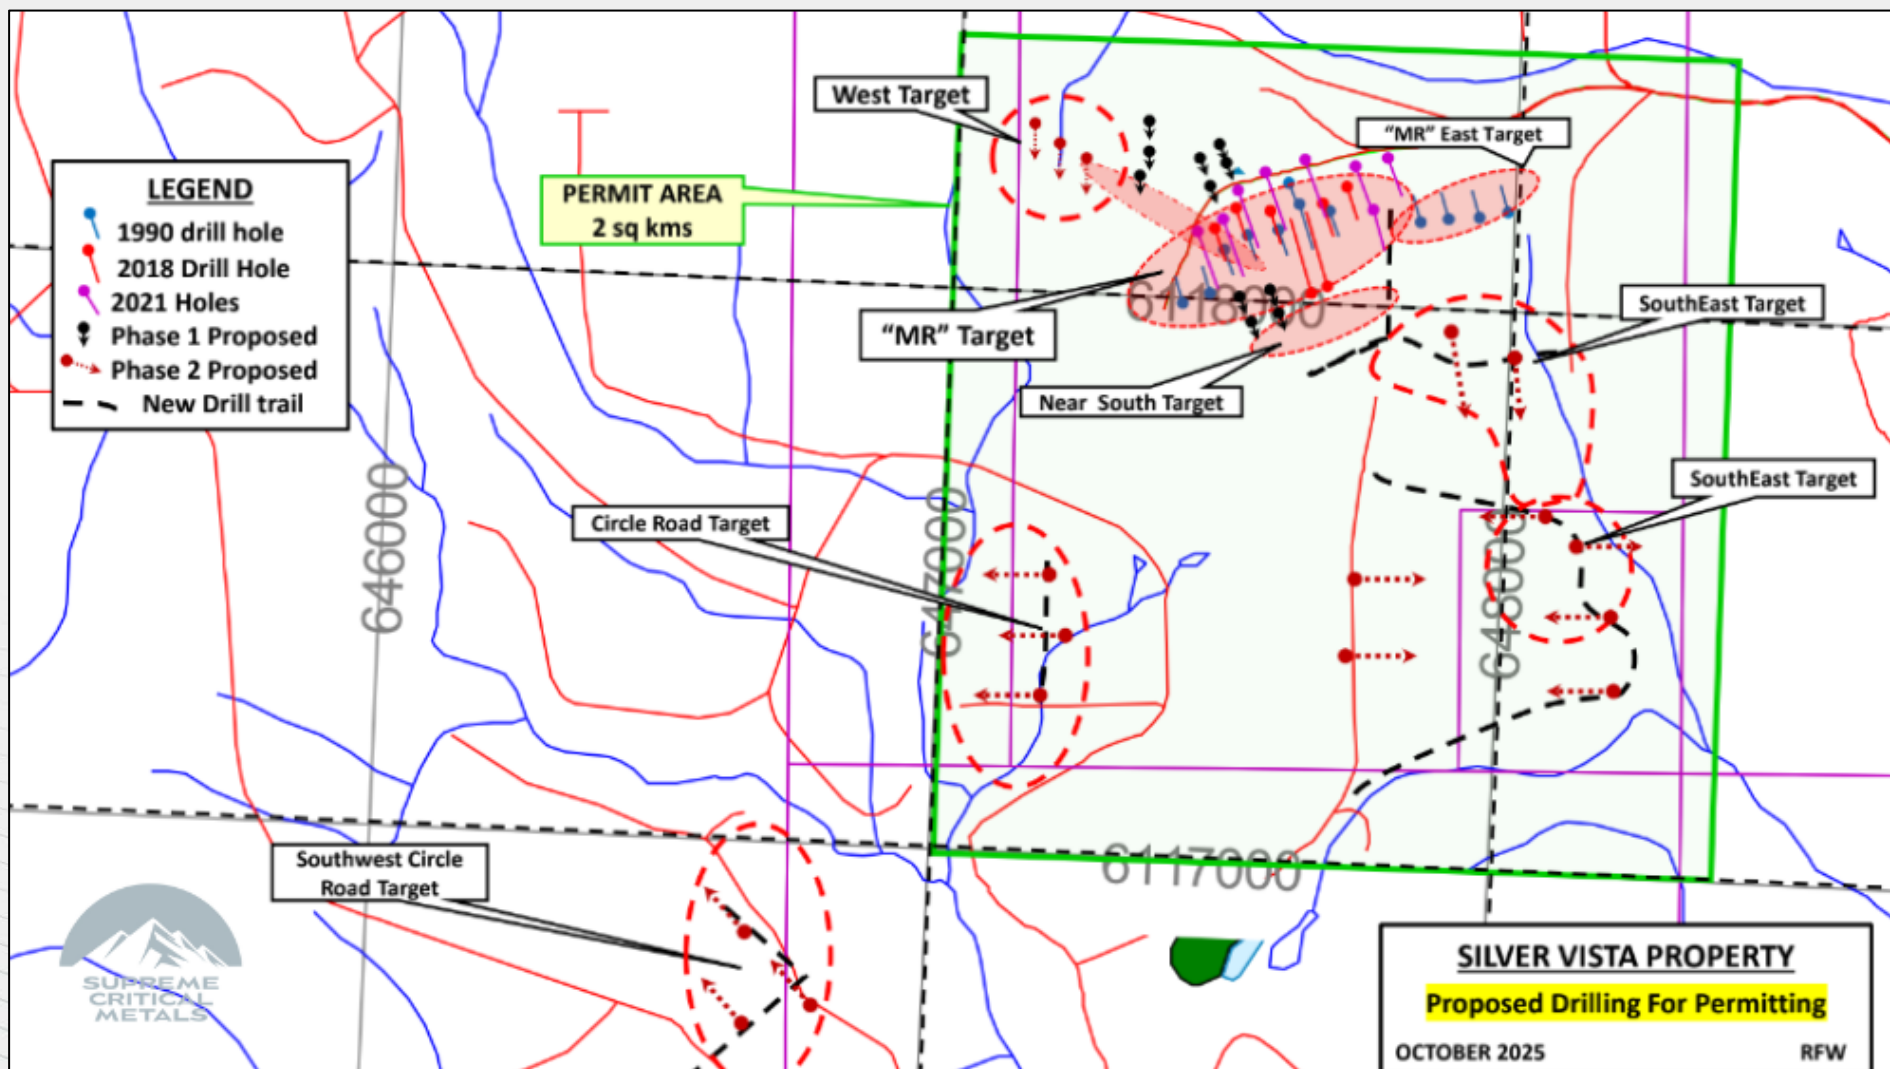 West Target
"MR" East Target
LEGEND
1990 drill hole
2018 Drill Hole
2021 Holes
Phase 1 Proposed
Phase 2 Proposed
New Drill trail
PERMIT AREA
2 sq kms
6118000
SouthEast Target
"MR" Target
Near South Target
646000
647000
648000
SouthEast Target
Circle Road Target
6117000
Southwest Circle
Road Target
SUPREME
CRITICAL
METALS
SILVER VISTA PROPERTY
Proposed Drilling For Permitting
OCTOBER 2025
RFW